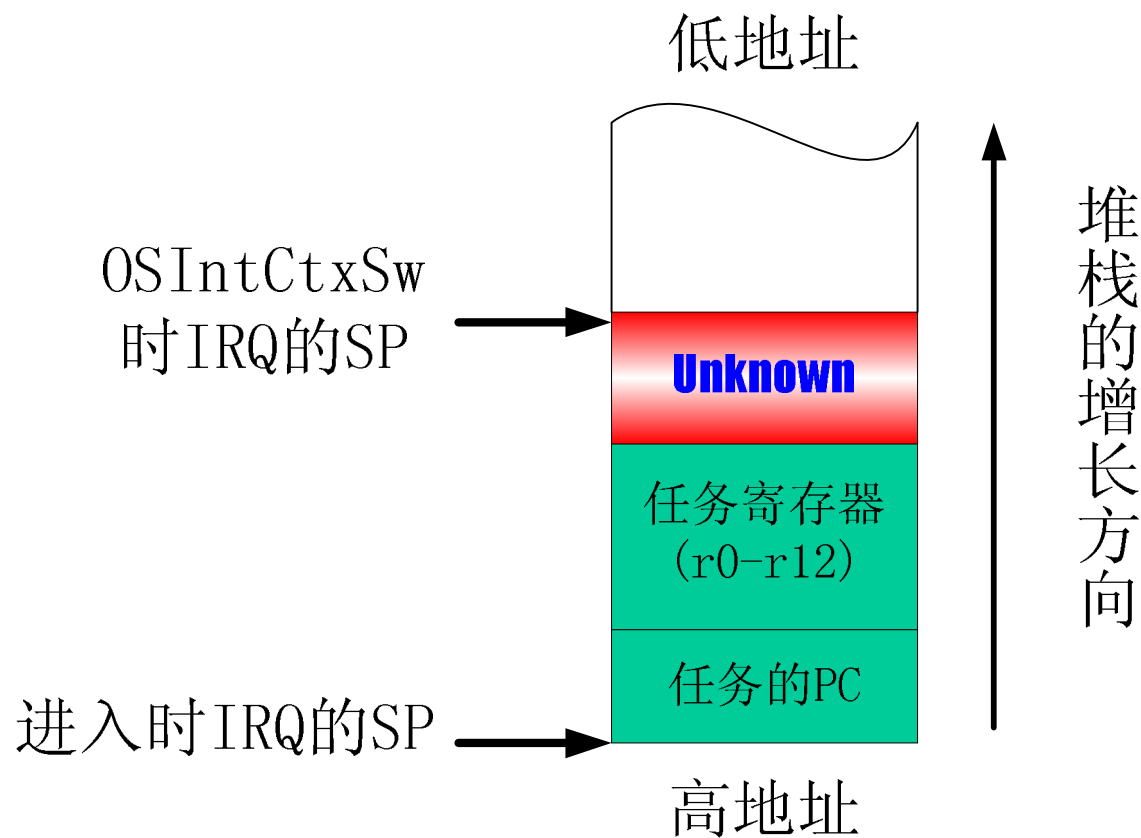 低地址
OSIntCtxSw
时IRQ的SP
Unknown
任务寄存器
(r0-r12)
任务的PC
进入时IRQ的SP
高地址
堆栈的增长方向